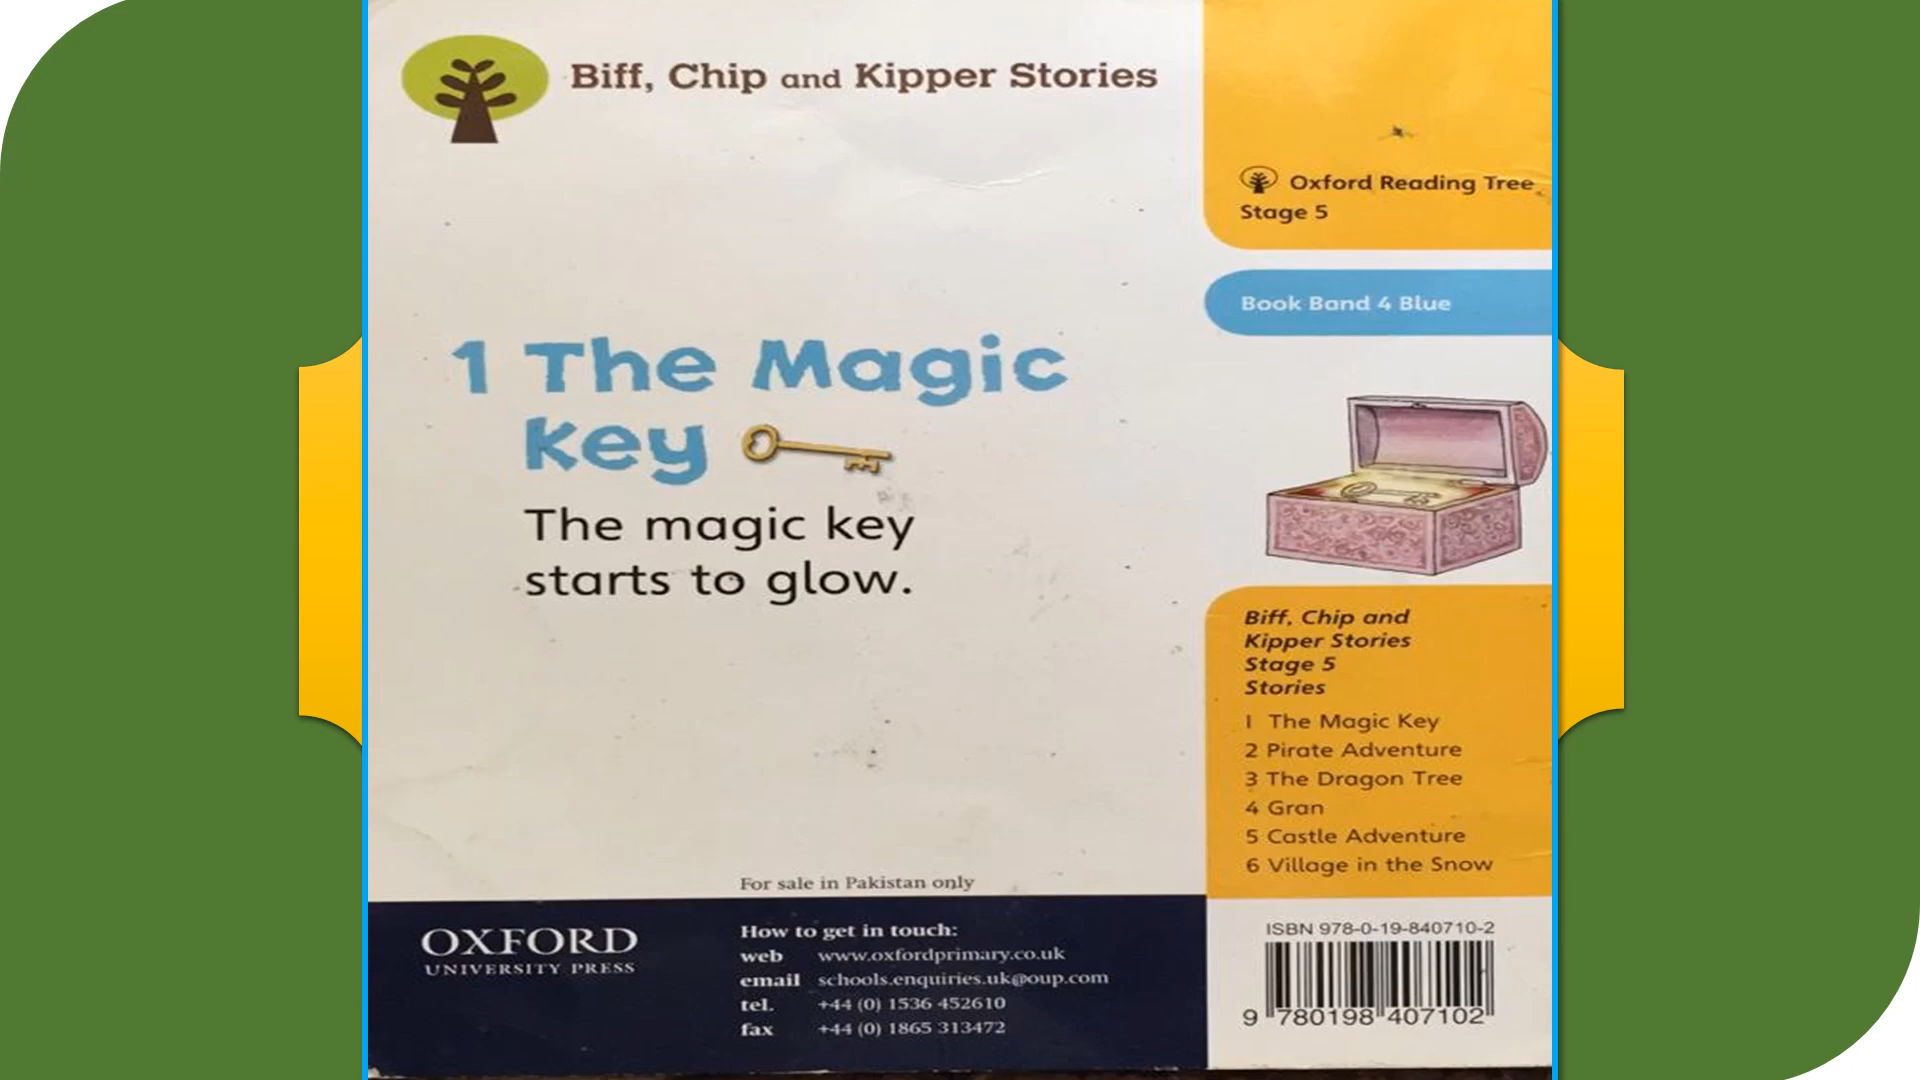 Biff, Chip and Kipper Stories
Oxford Reading Tree
Stage 5
Book Band 4 Blue
1 The Magic
Key
The magic key
starts to glow.
Biff, Chip and
Kipper Stories
Stage 5
Stories
1 The Magic Key
2 Pirate Adventure
3 The Dragon Tree
4 Gran
5 Castle Adventure
6 Village in the Snow
For sale in Pakistan only
OXFORD
UNIVERSITY PRESS
How to get in touch:
web www.oxfordprimary.co.uk
email schools.enquiries.uk@oup.com
tel. +44 (0) 1536 452610
fax +44 (0) 1865 313472
ISBN 978-0-19-840710-2
9 780198 407102